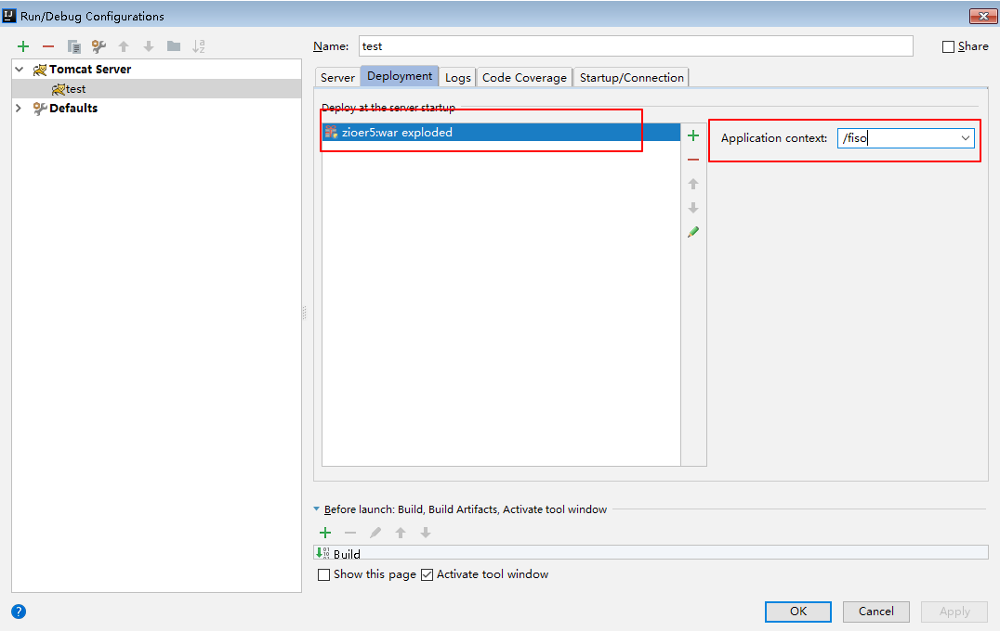 Run/Debug Configurations
Name: test Share
Tomcat Server
test
Defaults
Server Deployment Logs Code Coverage Startup/Connection
Deploy at the server startup
zioer5:war exploded
Application context: /fiso
Before launch: Build, Build Artifacts, Activate tool window
Build
Show this page Activate tool window
OK Cancel Apply